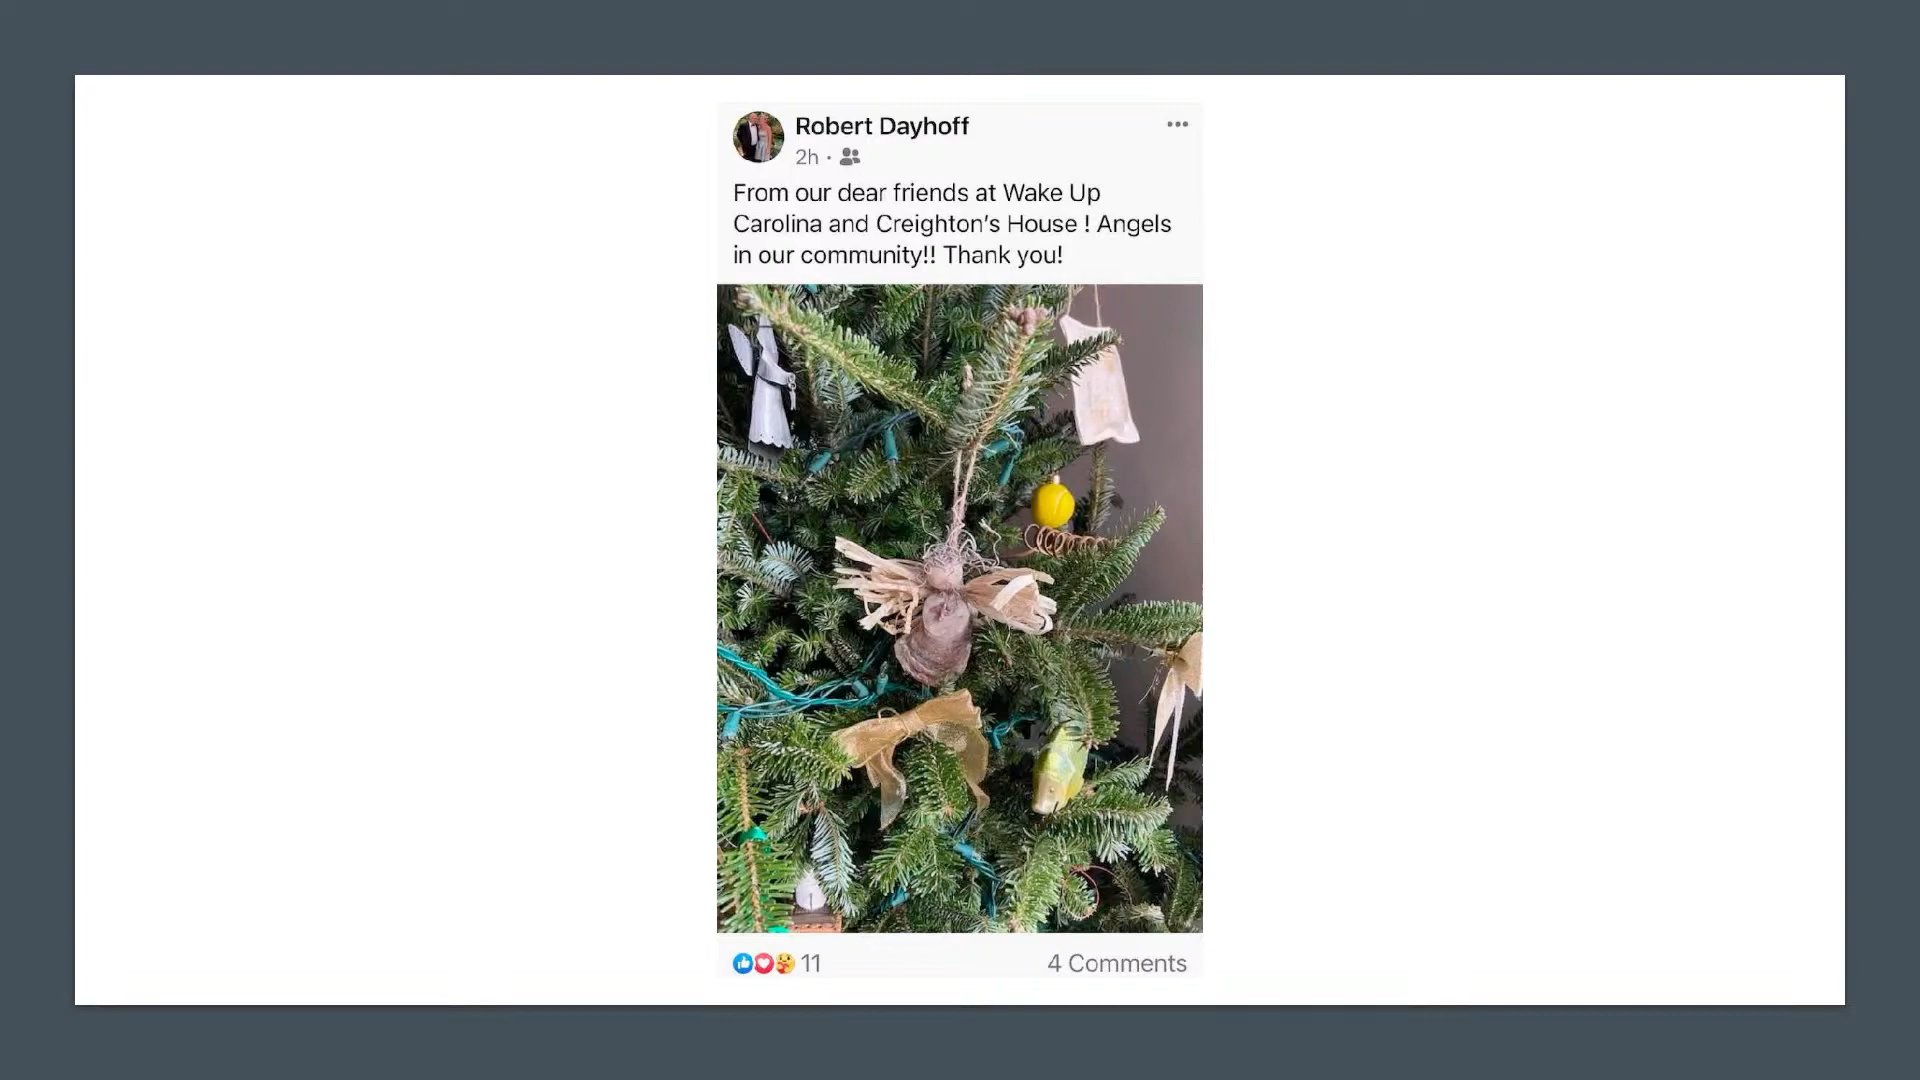 Robert Dayhoff
2h ·
From our dear friends at Wake Up
Carolina and Creighton's House ! Angels
in our community!! Thank you!
11
4 Comments